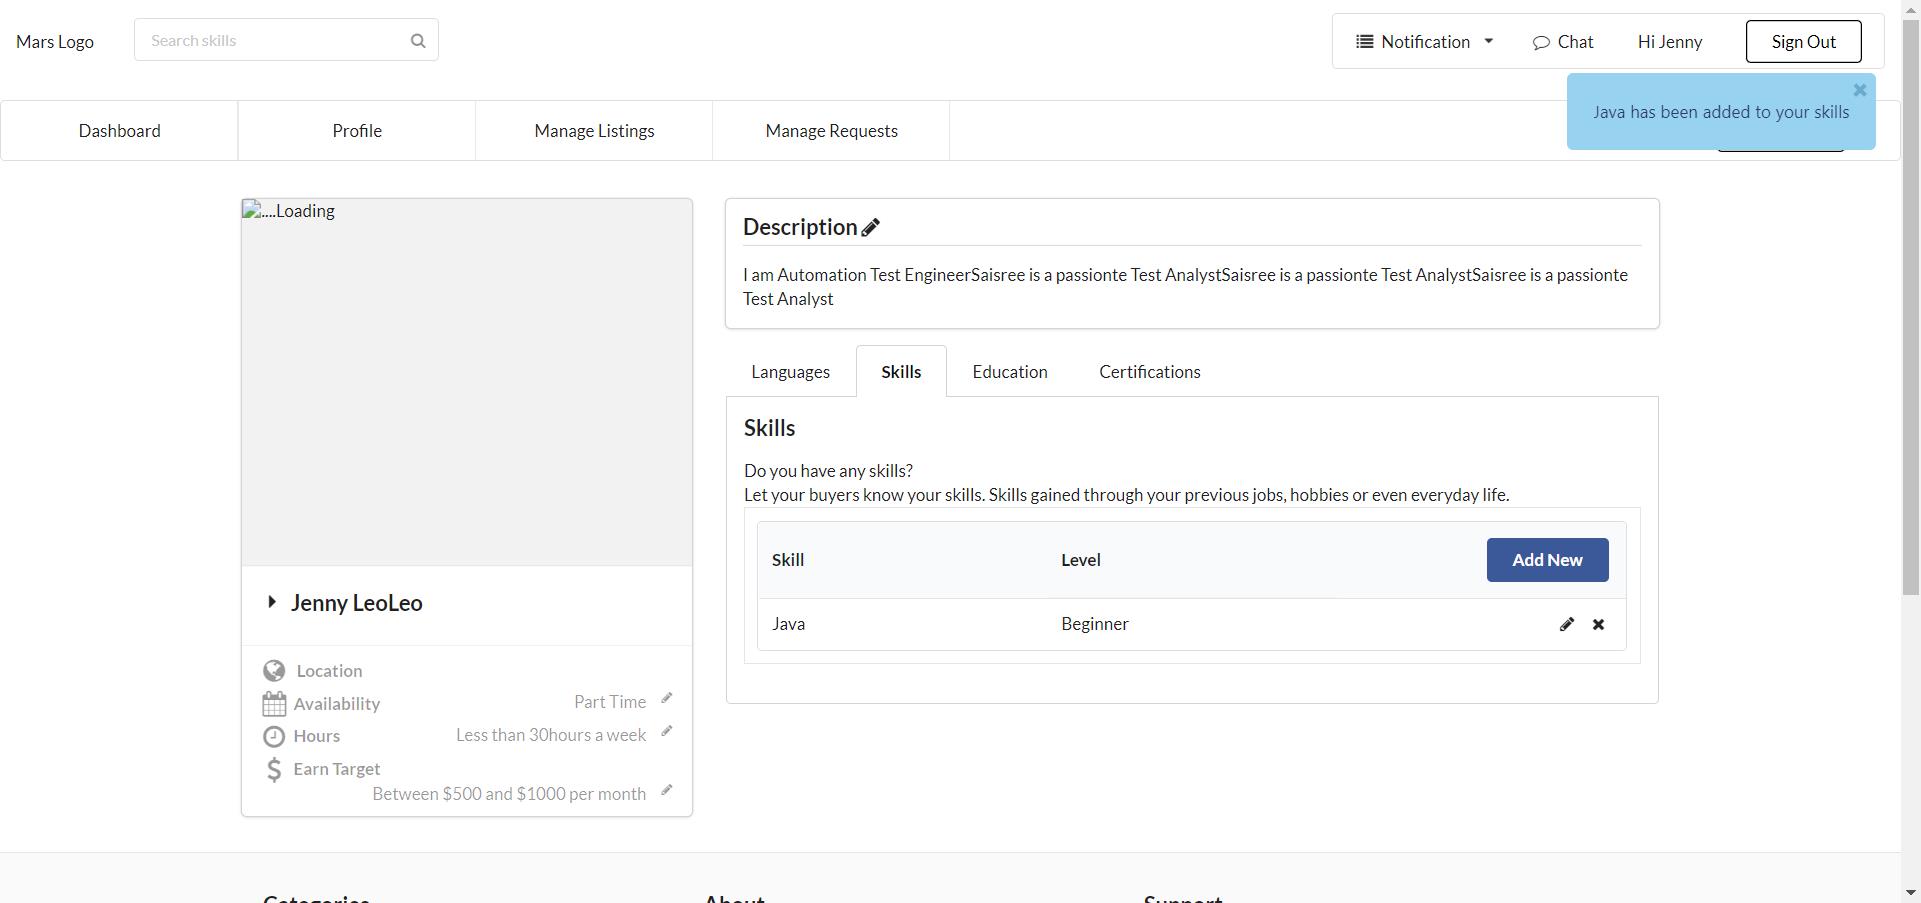 Mars Logo
Search skills
Notification
Chat
Hi Jenny
Sign Out
Java has been added to your skills
Dashboard
Profile
Manage Listings
Manage Requests
....Loading
Description
I am Automation Test EngineerSaisree is a passionte Test AnalystSaisree is a passionte Test AnalystSaisree is a passionte
Test Analyst
Languages
Skills
Education
Certifications
Skills
Do you have any skills?
Let your buyers know your skills. Skills gained through your previous jobs, hobbies or even everyday life.
Skill
Level
Add New
Java
Beginner
Jenny LeoLeo
Location
Availability
Part Time
Hours
Less than 30hours a week
Earn Target
Between $500 and $1000 per month
Categories
About
Support